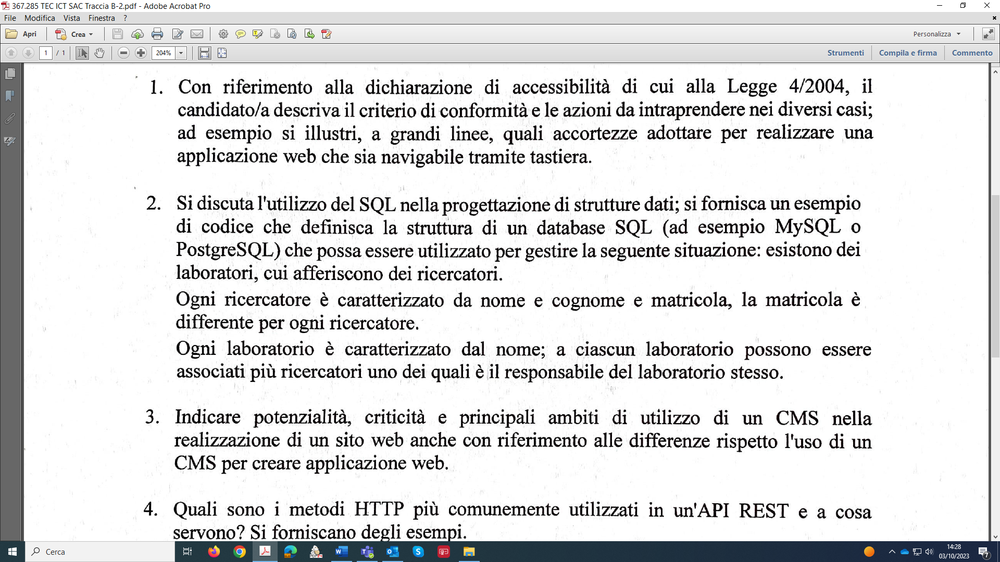 367.285 TEC ICT SAC Traccia B-2.pdf - Adobe Acrobat Pro
File Modifica Vista Finestra ?
Apri Crea Personalizza
1 / 1 204% Strumenti Compila e firma Commento
1. Con riferimento alla dichiarazione di accessibilità di cui alla Legge 4/2004, il
candidato/a descriva il criterio di conformità e le azioni da intraprendere nei diversi casi;
ad esempio si illustri, a grandi linee, quali accortezze adottare per realizzare una
applicazione web che sia navigabile tramite tastiera.
2. Si discuta l'utilizzo del SQL nella progettazione di strutture dati; si fornisca un esempio
di codice che definisca la struttura di un database SQL (ad esempio MySQL o
PostgreSQL) che possa essere utilizzato per gestire la seguente situazione: esistono dei
laboratori, cui afferiscono dei ricercatori.
Ogni ricercatore è caratterizzato da nome e cognome e matricola, la matricola è
differente per ogni ricercatore.
Ogni laboratorio è caratterizzato dal nome; a ciascun laboratorio possono essere
associati più ricercatori uno dei quali è il responsabile del laboratorio stesso.
3. Indicare potenzialità, criticità e principali ambiti di utilizzo di un CMS nella
realizzazione di un sito web anche con riferimento alle differenze rispetto l'uso di un
CMS per creare applicazione web.
4. Quali sono i metodi HTTP più comunemente utilizzati in un'API REST e a cosa
servono? Si forniscano degli esempi.
Cerca
14:28
03/10/2023
7